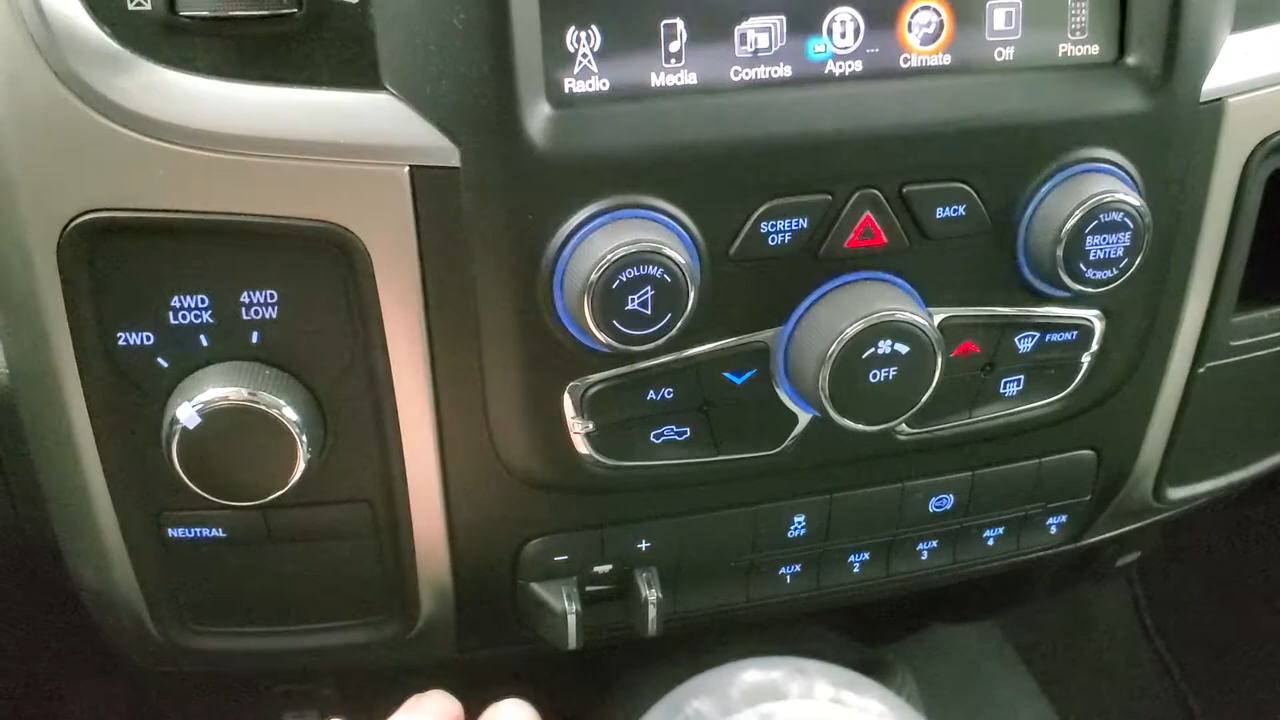 Radio
Media
Controls
Apps
Climate
Off
Phone
SCREEN
OFF
BACK
TUNE
BROWSE
ENTER
SCROLL
VOLUME
4WD
LOCK
4WD
LOW
2WD
OFF
FRONT
A/C
NEUTRAL
- +
OFF
AUX
1
AUX
2
AUX
3
AUX
4
AUX
5